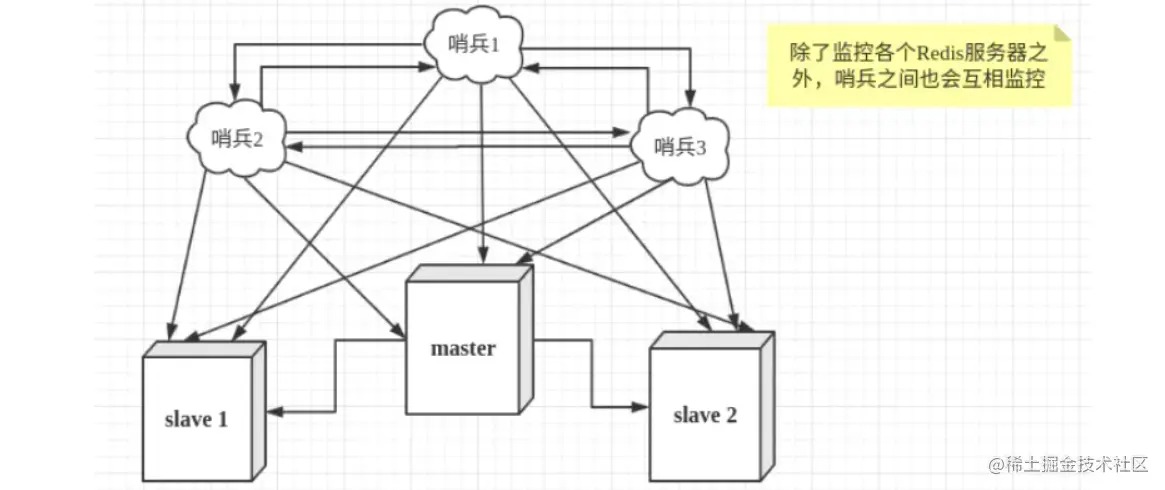 哨兵1
除了监控各个Redis服务器之
外，哨兵之间也会互相监控
哨兵2
哨兵3
master
slave 1
slave 2
@稀土掘金技术社区